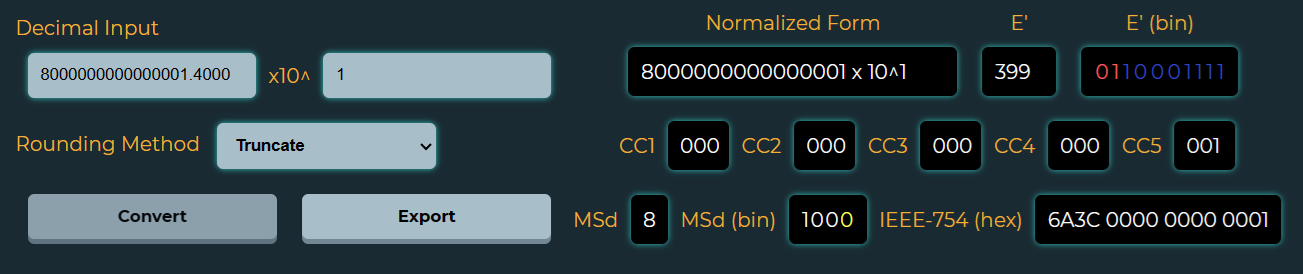 Decimal Input
8000000000000001.4000 x10^ 1
Rounding Method Truncate
Convert Export
Normalized Form E' E' (bin)
8000000000000001 x 10^1 399 0110001111
CC1 000 CC2 000 CC3 000 CC4 000 CC5 001
MSd 8 MSd (bin) 1000 IEEE-754 (hex) 6A3C 0000 0000 0001